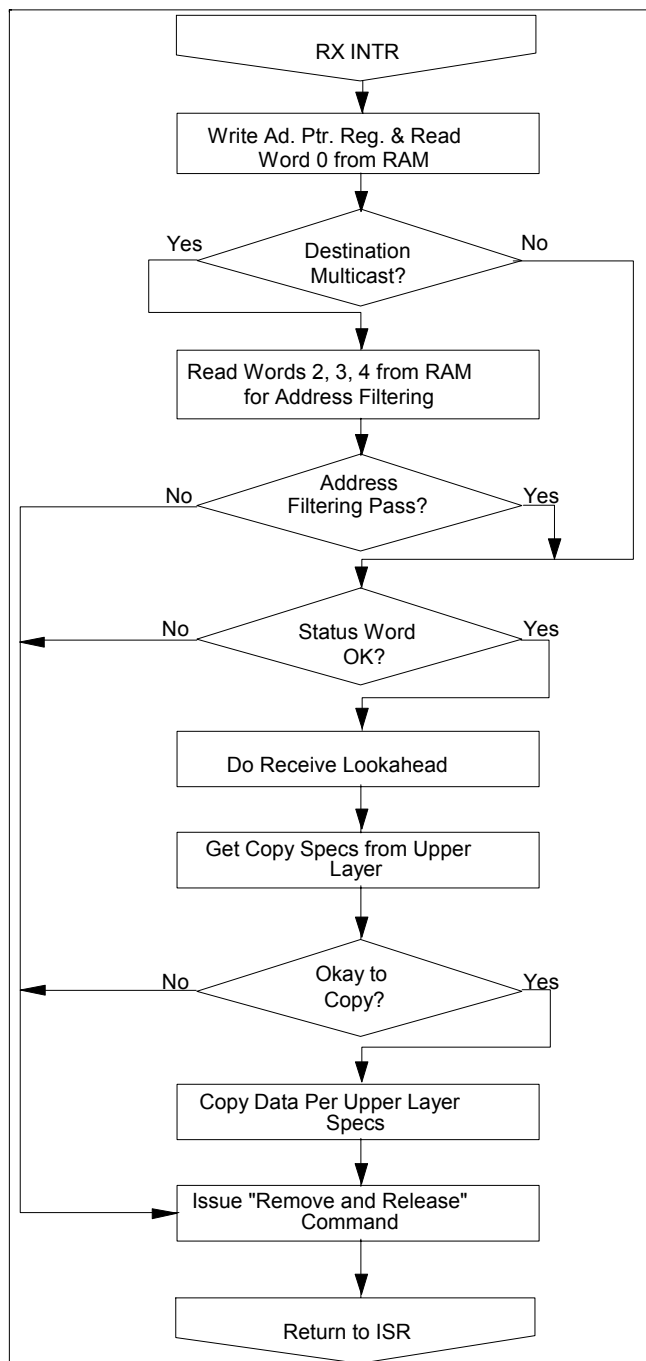 RX INTR
Write Ad. Ptr. Reg. & Read
Word 0 from RAM
Yes
No
Destination
Multicast?
Read Words 2, 3, 4 from RAM
for Address Filtering
No
Address
Filtering Pass?
Yes
No
Status Word
OK?
Yes
Do Receive Lookahead
Get Copy Specs from Upper
Layer
No
Okay to
Copy?
Yes
Copy Data Per Upper Layer
Specs
Issue "Remove and Release"
Command
Return to ISR